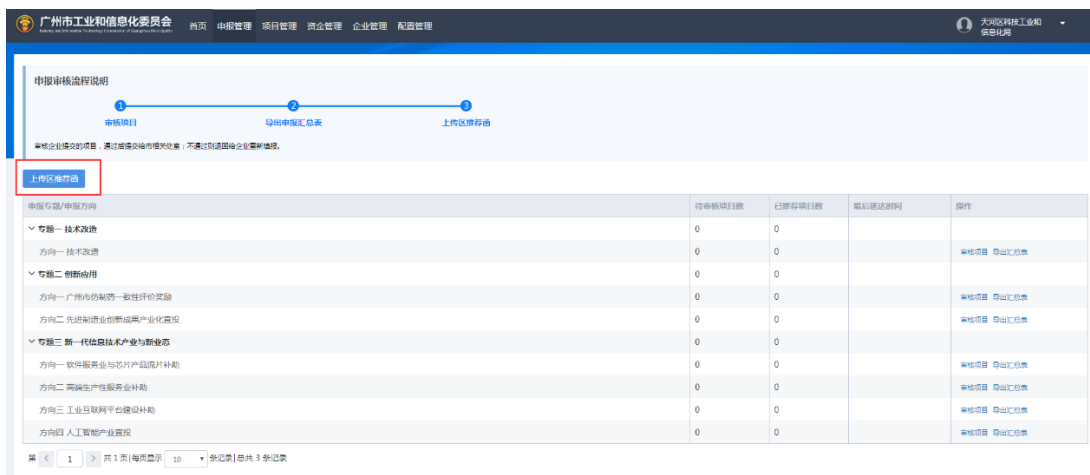 广州市工业和信息化委员会 首页 申报管理 项目管理 资金管理 企业管理 配置管理 天河区科技工业和信息化局
Industry and Information Technology Commission of Guangzhou Municipality
申报审核流程说明
1 2 3
审核项目 导出申报汇总表 上传区推荐函
审核企业提交的项目，通过后提交给市相关处室；不通过则退回给企业重新填报。
上传区推荐函
申报专题/申报方向 待审核项目数 已推荐项目数 最后送达时间 操作
专题一 技术改造 0 0
方向一 技术改造 0 0 审核项目 导出汇总表
专题二 创新应用 0 0
方向一 广州市仿制药一致性评价奖励 0 0 审核项目 导出汇总表
方向二 先进制造业创新成果产业化直投 0 0 审核项目 导出汇总表
专题三 新一代信息技术产业与新业态 0 0
方向一 软件服务业与芯片产品流片补助 0 0 审核项目 导出汇总表
方向二 高端生产性服务业补助 0 0 审核项目 导出汇总表
方向三 工业互联网平台建设补助 0 0 审核项目 导出汇总表
方向四 人工智能产业直投 0 0 审核项目 导出汇总表
第 1 页 共 1 页|每页显示 10 条记录|总共 3 条记录